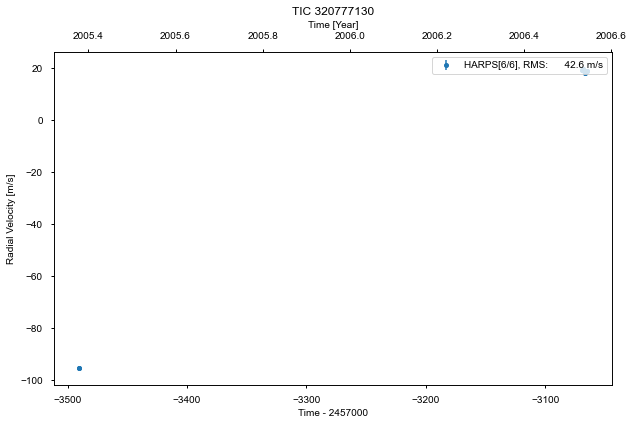 TIC 320777130
Time [Year]
2005.4 2005.6 2005.8 2006.0 2006.2 2006.4 2006.6
HARPS[6/6], RMS: 42.6 m/s
20
0
−20
−40
−60
−80
−100
Radial Velocity [m/s]
−3500 −3400 −3300 −3200 −3100
Time - 2457000